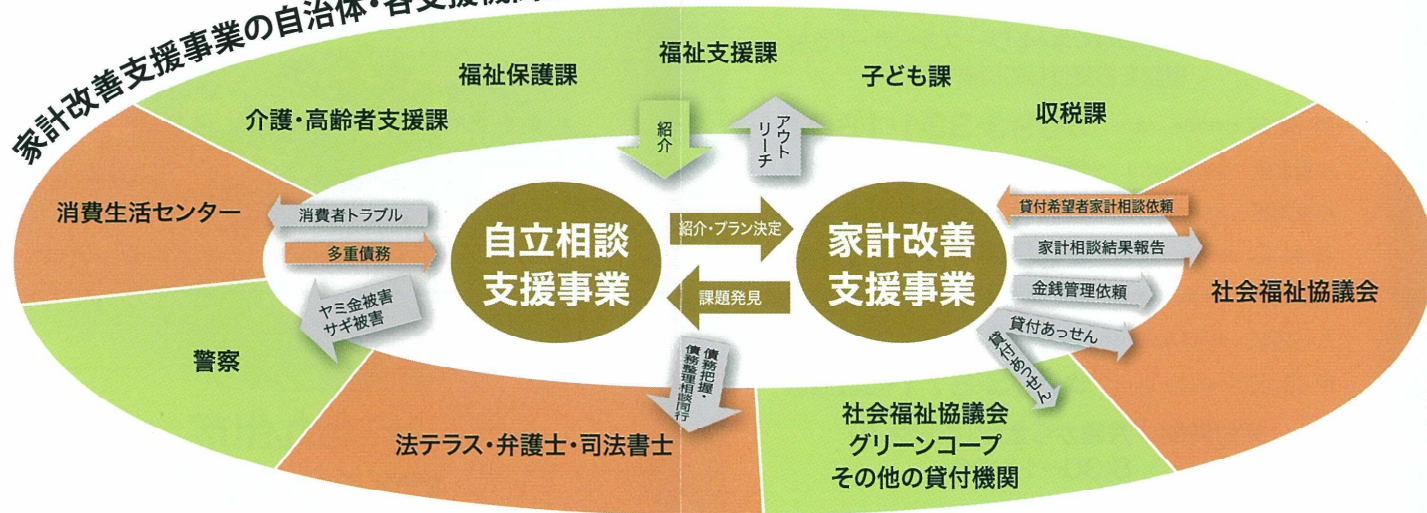 家計改善支援事業の自治体・各支援機関
福祉支援課
福祉保護課
子ども課
介護・高齢者支援課
収税課
紹介
アウト
リーチ
消費生活センター
消費者トラブル
多重債務
ヤミ金被害
サギ被害
自立相談
支援事業
紹介・プラン決定
課題発見
家計改善
支援事業
貸付希望者家計相談依頼
家計相談結果報告
金銭管理依頼
貸付あっせん
貸付あっせん
社会福祉協議会
警察
債務把握・
債務整理相談同行
法テラス・弁護士・司法書士
社会福祉協議会
グリーンコープ
その他の貸付機関